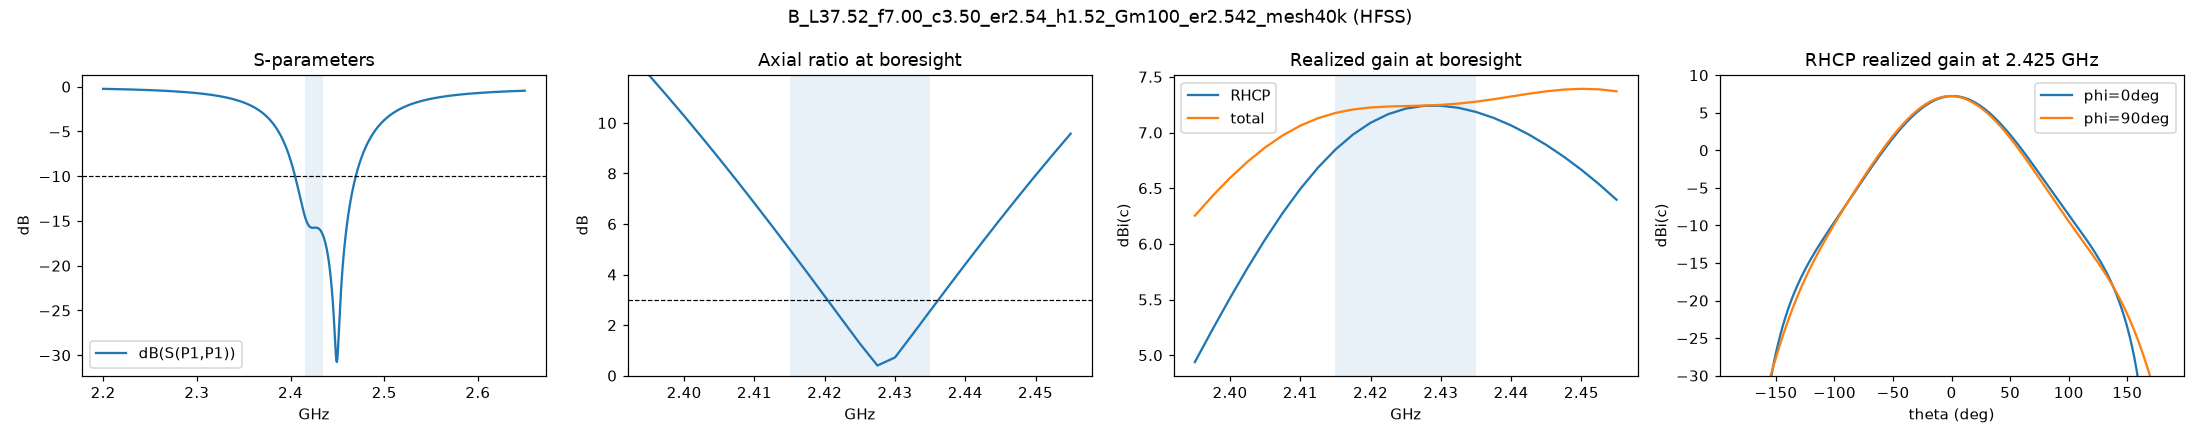 B_L37.52_f7.00_c3.50_er2.54_h1.52_Gm100_er2.542_mesh40k (HFSS)
S-parameters
0
−5
−10
−15
−20
−25
−30
dB
dB(S(P1,P1))
2.2 2.3 2.4 2.5 2.6
GHz
Axial ratio at boresight
10
8
6
4
2
0
dB
2.40 2.41 2.42 2.43 2.44 2.45
GHz
Realized gain at boresight
7.5
7.0
6.5
6.0
5.5
5.0
dBi(c)
RHCP
total
2.40 2.41 2.42 2.43 2.44 2.45
GHz
RHCP realized gain at 2.425 GHz
10
5
0
−5
−10
−15
−20
−25
−30
dBi(c)
phi=0deg
phi=90deg
−150 −100 −50 0 50 100 150
theta (deg)